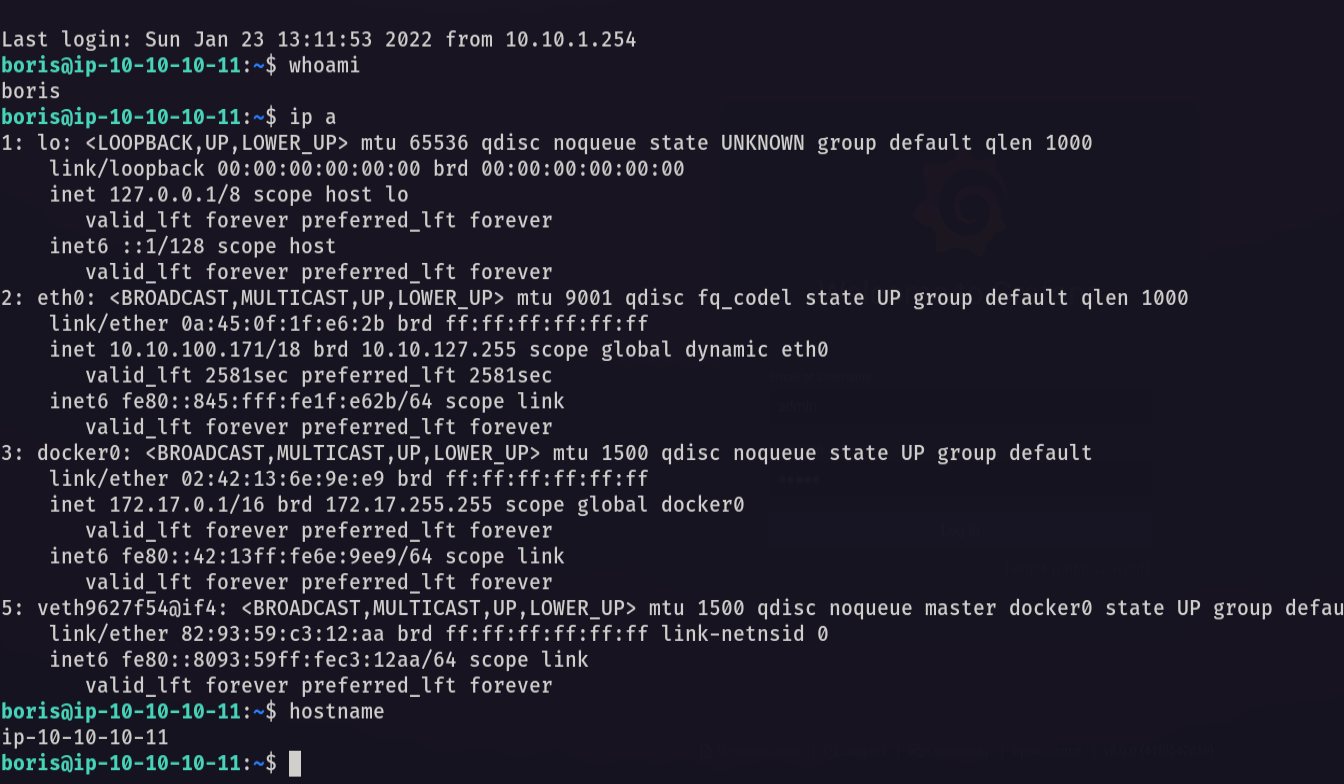 Last login: Sun Jan 23 13:11:53 2022 from 10.10.1.254
boris@ip-10-10-10-11:~$ whoami
boris
boris@ip-10-10-10-11:~$ ip a
1: lo: <LOOPBACK,UP,LOWER_UP> mtu 65536 qdisc noqueue state UNKNOWN group default qlen 1000
    link/loopback 00:00:00:00:00:00 brd 00:00:00:00:00:00
    inet 127.0.0.1/8 scope host lo
       valid_lft forever preferred_lft forever
    inet6 ::1/128 scope host
       valid_lft forever preferred_lft forever
2: eth0: <BROADCAST,MULTICAST,UP,LOWER_UP> mtu 9001 qdisc fq_codel state UP group default qlen 1000
    link/ether 0a:45:0f:1f:e6:2b brd ff:ff:ff:ff:ff:ff
    inet 10.10.100.171/18 brd 10.10.127.255 scope global dynamic eth0
       valid_lft 2581sec preferred_lft 2581sec
    inet6 fe80::845:fff:fe1f:e62b/64 scope link
       valid_lft forever preferred_lft forever
3: docker0: <BROADCAST,MULTICAST,UP,LOWER_UP> mtu 1500 qdisc noqueue state UP group default
    link/ether 02:42:13:6e:9e:e9 brd ff:ff:ff:ff:ff:ff
    inet 172.17.0.1/16 brd 172.17.255.255 scope global docker0
       valid_lft forever preferred_lft forever
    inet6 fe80::42:13ff:fe6e:9ee9/64 scope link
       valid_lft forever preferred_lft forever
5: veth9627f54@if4: <BROADCAST,MULTICAST,UP,LOWER_UP> mtu 1500 qdisc noqueue master docker0 state UP group defau
    link/ether 82:93:59:c3:12:aa brd ff:ff:ff:ff:ff:ff link-netnsid 0
    inet6 fe80::8093:59ff:fec3:12aa/64 scope link
       valid_lft forever preferred_lft forever
boris@ip-10-10-10-11:~$ hostname
ip-10-10-10-11
boris@ip-10-10-10-11:~$